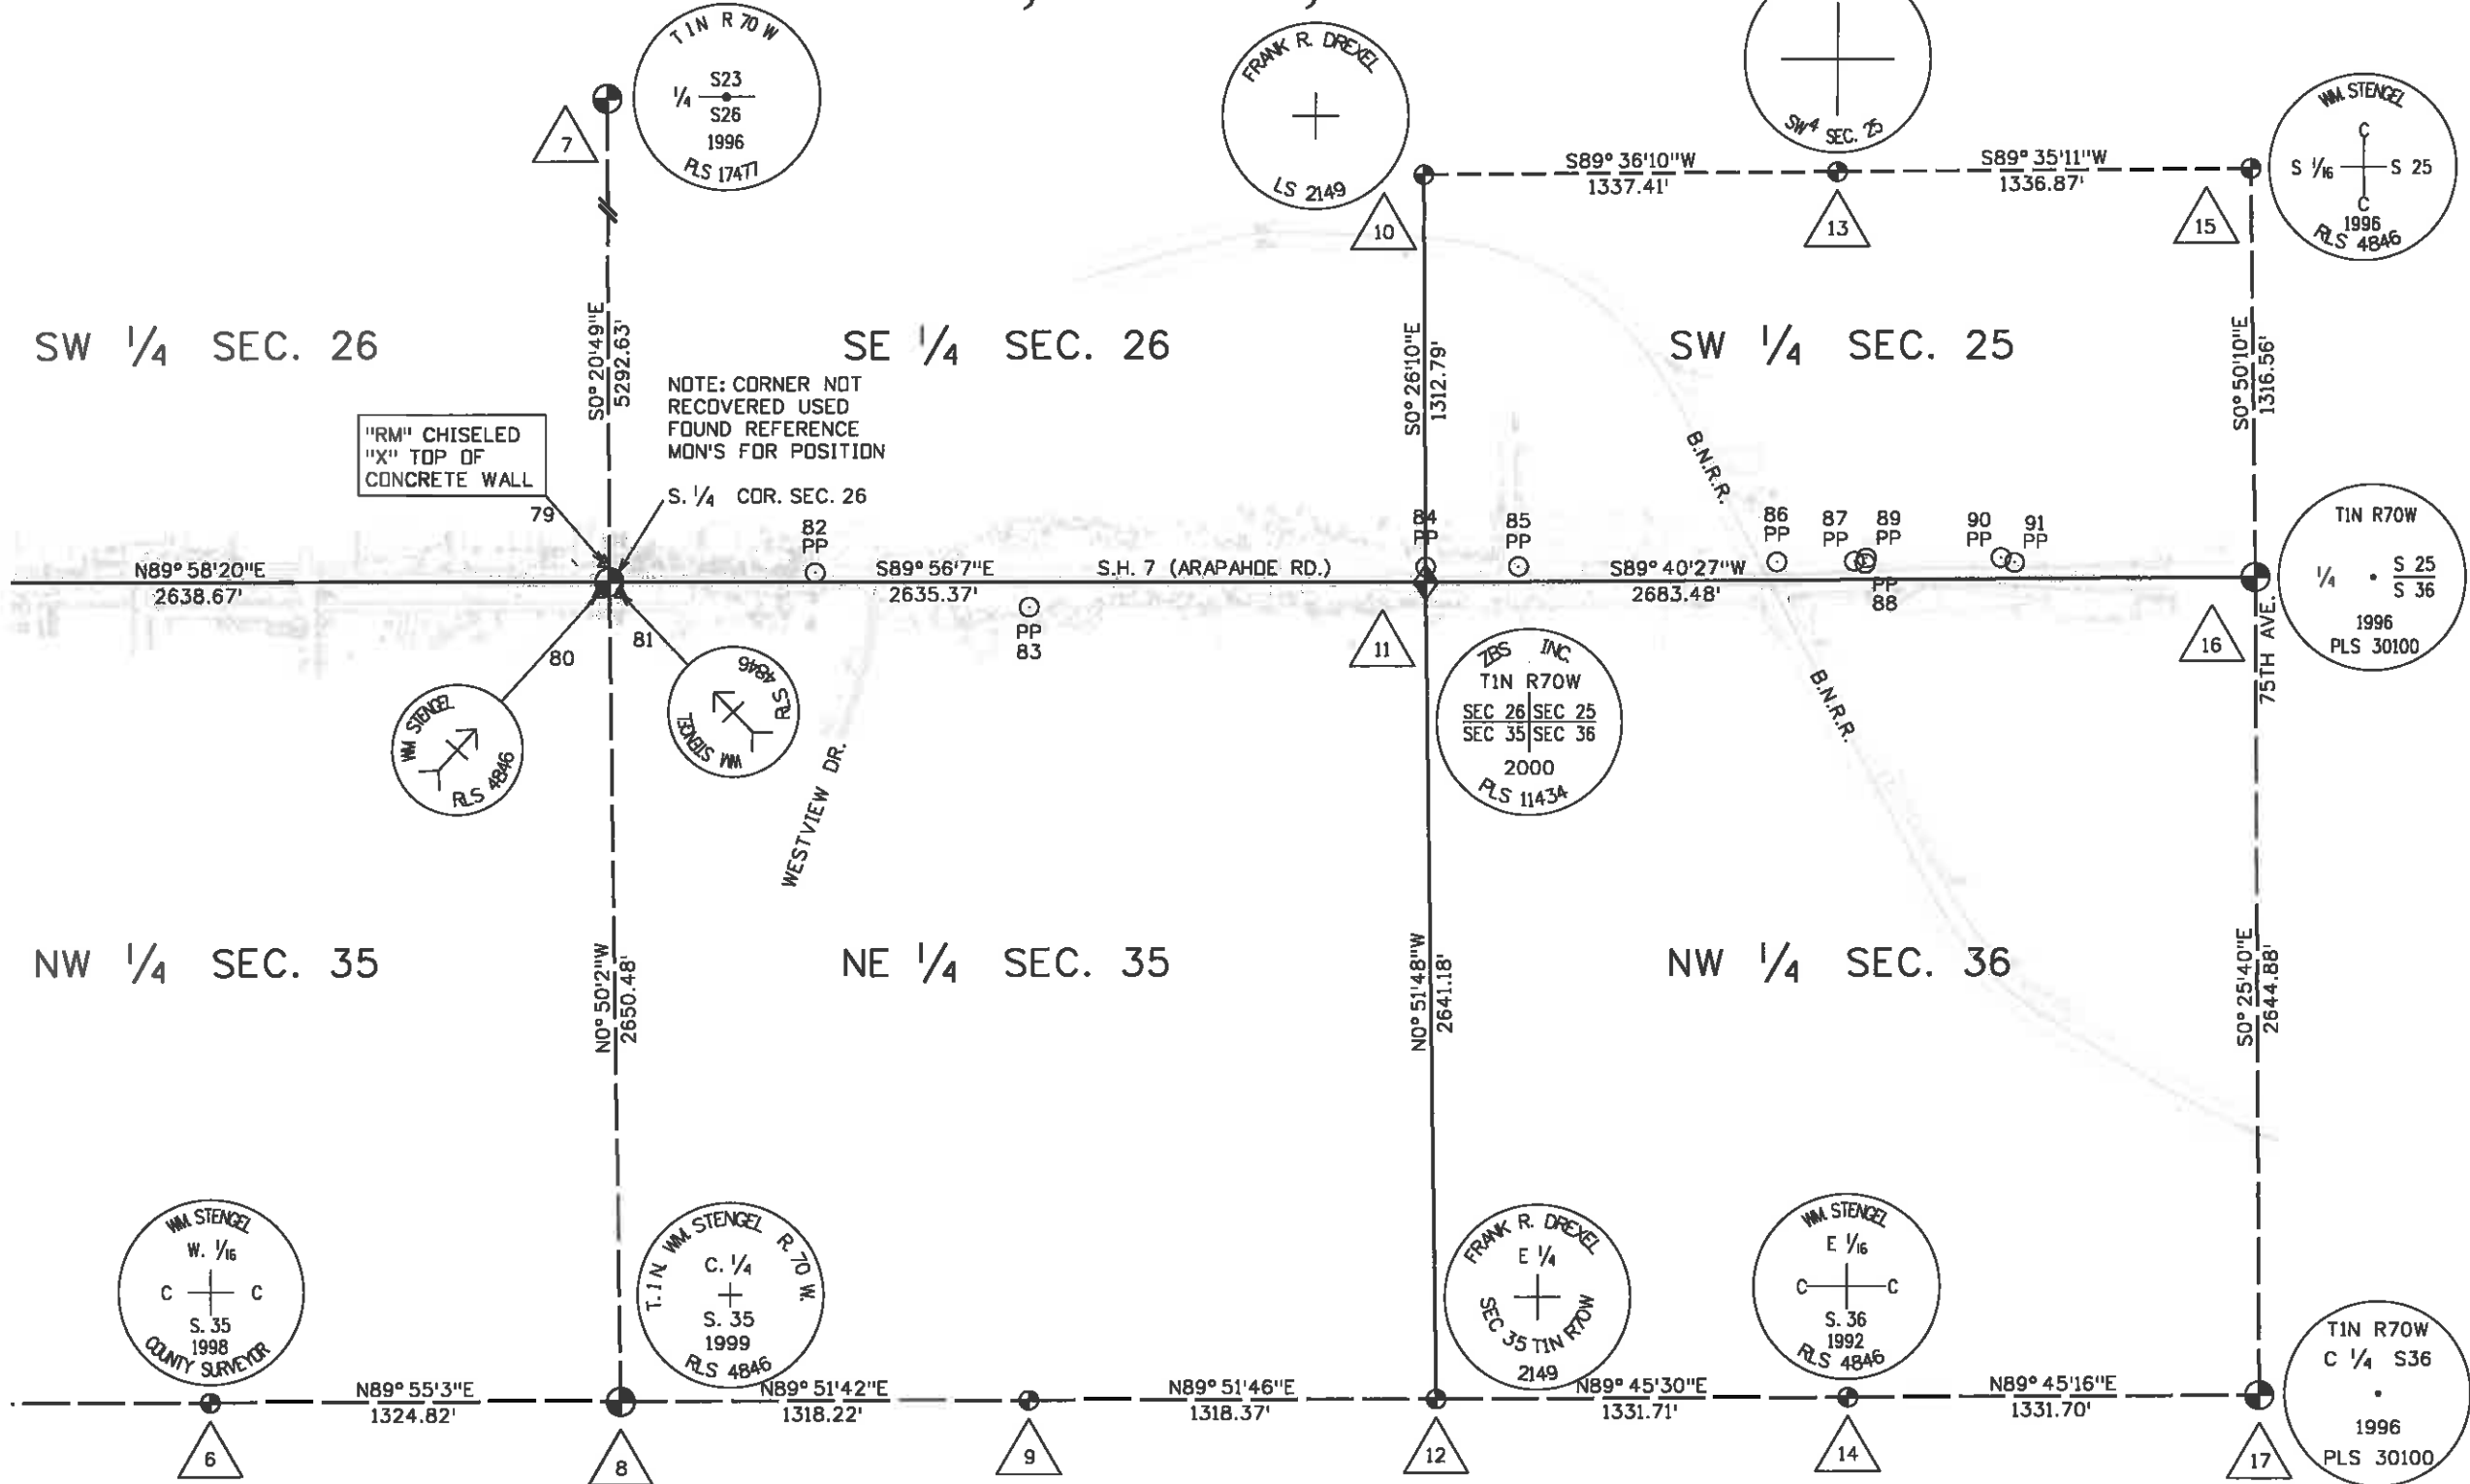 T1N R 70 W
S23
1/4
S26
1996
PLS 17477
7
FRANK R. DREXEL
LS 2149
10
SW4 SEC. 25
13
WM. STENGEL
C
S 1/16 S 25
C
1996
RLS 4846
15
S89° 36'10"W
1337.41'
S89° 35'11"W
1336.87'
SW 1/4 SEC. 26
S0° 20'49"E
5292.63'
SE 1/4 SEC. 26
S0° 26'10"E
1312.79'
SW 1/4 SEC. 25
S0° 50'10"E
1316.56'
NOTE: CORNER NOT
RECOVERED USED
FOUND REFERENCE
MON'S FOR POSITION
"RM" CHISELED
"X" TOP OF
CONCRETE WALL
S. 1/4 COR. SEC. 26
79
80
81
82
PP
PP
83
84
PP
85
PP
B.N.R.R.
86
PP
87
PP
89
PP
PP
88
90
PP
91
PP
N89° 58'20"E
2638.67'
S89° 56'7"E
2635.37'
S.H. 7 (ARAPAHOE RD.)
S89° 40'27"W
2683.48'
T1N R70W
1/4 S 25
S 36
1996
PLS 30100
11
16
75TH AVE.
WM STENGEL
RLS 4846
WM STENGEL
RLS 4846
WESTVIEW DR.
ZBS INC.
T1N R70W
SEC 26 SEC 25
SEC 35 SEC 36
2000
PLS 11434
B.N.R.R.
NW 1/4 SEC. 35
N0° 50'2"W
2650.48'
NE 1/4 SEC. 35
N0° 51'48"W
2641.18'
NW 1/4 SEC. 36
S0° 25'40"E
2644.88'
WM. STENGEL
W. 1/16
C C
S. 35
1998
COUNTY SURVEYOR
T.1N. WM. STENGEL R. 70 W.
C. 1/4
S. 35
1999
RLS 4846
FRANK R. DREXEL
E 1/4
SEC 35 T1N R70W
2149
WM. STENGEL
E 1/16
C C
S. 36
1992
RLS 4846
T1N R70W
C 1/4 S36
1996
PLS 30100
N89° 55'3"E
1324.82'
N89° 51'42"E
1318.22'
N89° 51'46"E
1318.37'
N89° 45'30"E
1331.71'
N89° 45'16"E
1331.70'
6
8
9
12
14
17